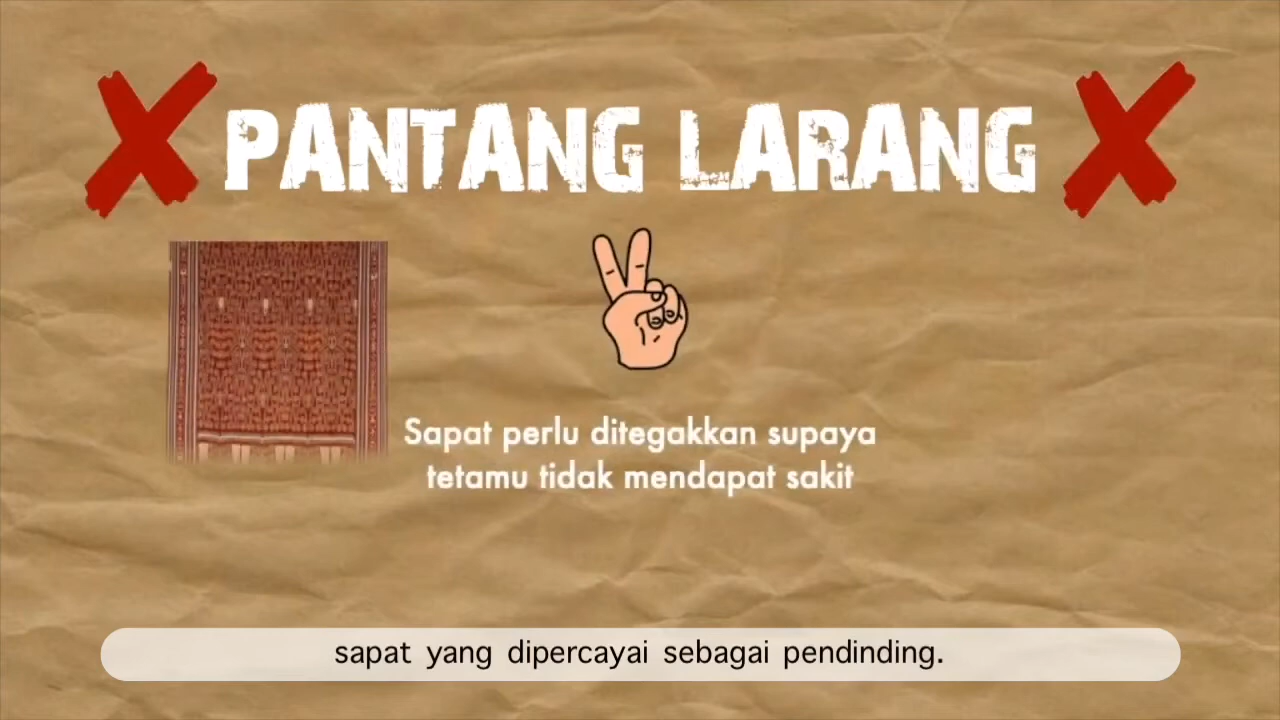 PANTANG LARANG
Sapat perlu ditegakkan supaya
tetamu tidak mendapat sakit
sapat yang dipercayai sebagai pendinding.